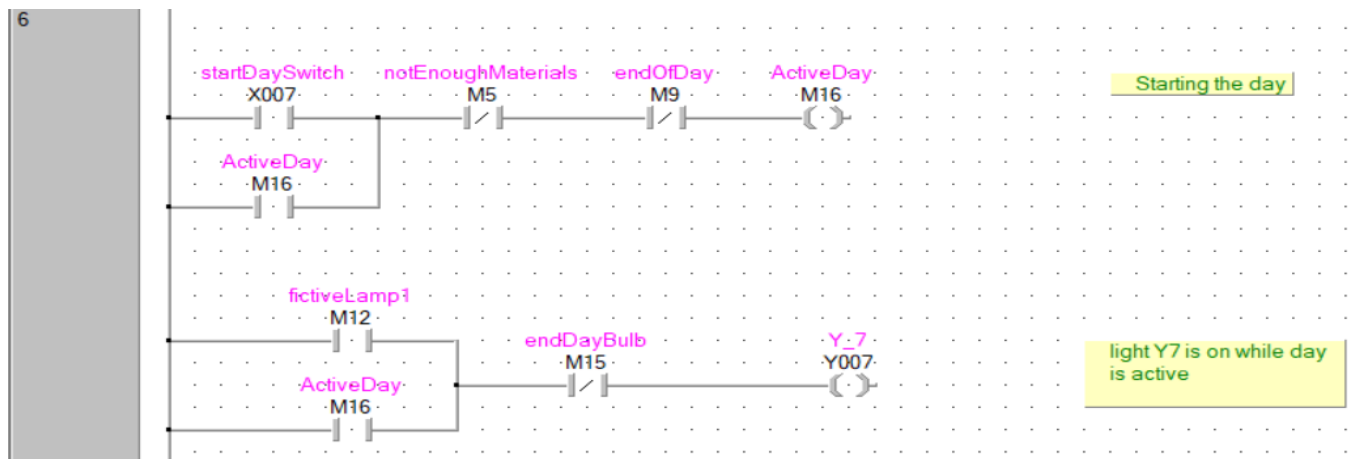 6
startDaySwitch notEnoughMaterials endOfDay ActiveDay
X007 M5 M9 M16
Starting the day
ActiveDay
M16
fictiveLamp1
M12
endDayBulb Y_7
M15 Y007
light Y7 is on while day
is active
ActiveDay
M16